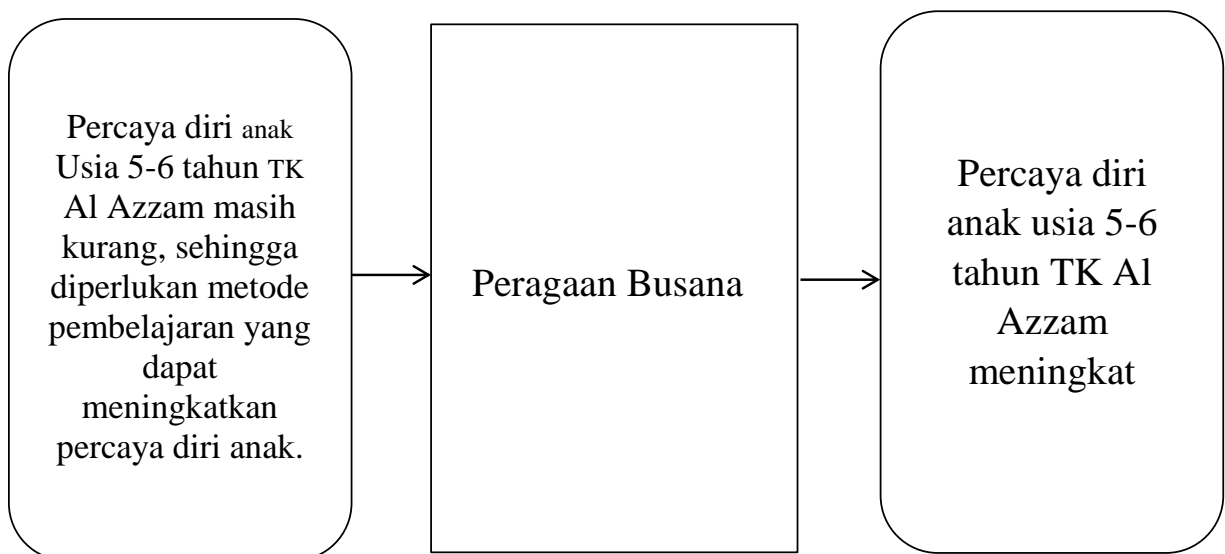 Percaya diri anak
Usia 5-6 tahun TK
Al Azzam masih
kurang, sehingga
diperlukan metode
pembelajaran yang
dapat
meningkatkan
percaya diri anak.
Peragaan Busana
Percaya diri
anak usia 5-6
tahun TK Al
Azzam
meningkat